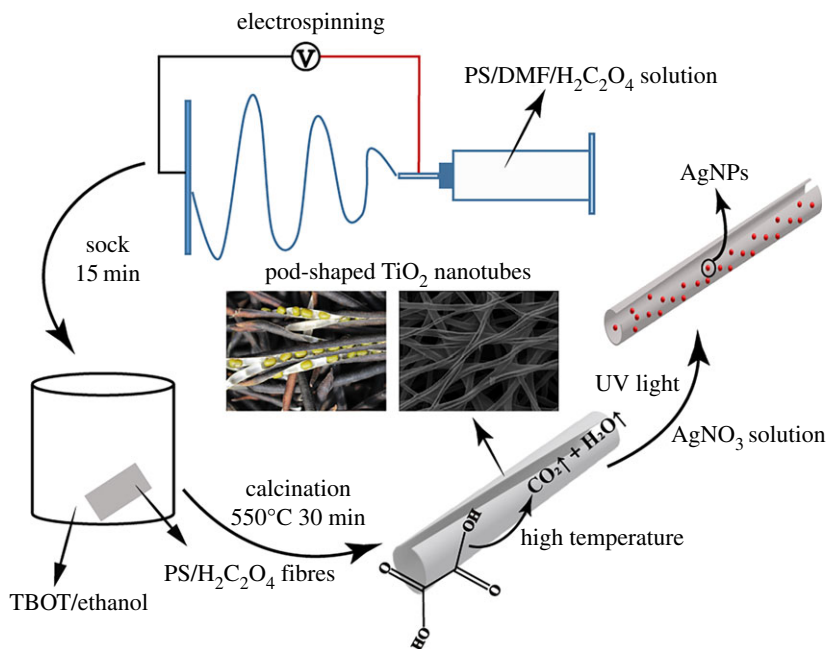 electrospinning
V
PS/DMF/H₂C₂O₄ solution
AgNPs
sock
15 min
pod-shaped TiO₂ nanotubes
UV light
AgNO₃ solution
calcination
550°C 30 min
CO₂↑ + H₂O↑
OH
high temperature
PS/H₂C₂O₄ fibres
O
O
TBOT/ethanol
OH